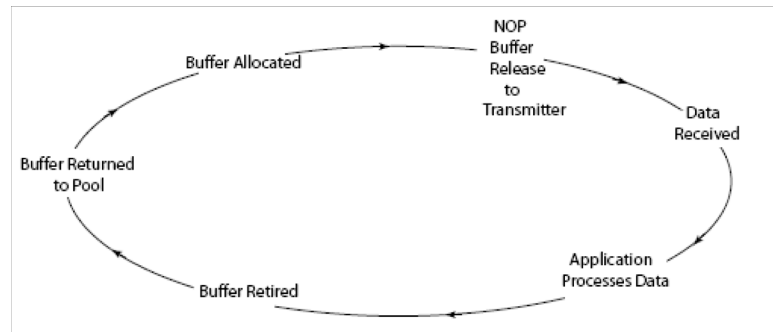 Buffer Allocated
NOP
Buffer
Release
to
Transmitter
Data
Received
Application
Processes Data
Buffer Retired
Buffer Returned
to Pool